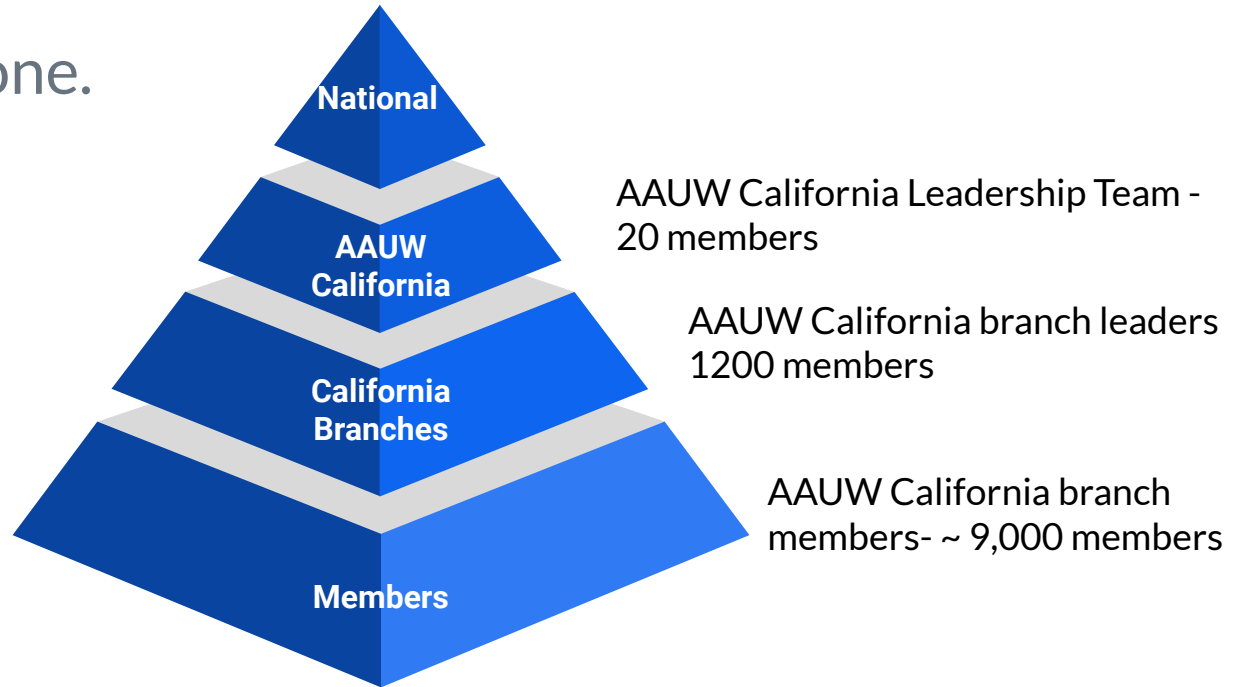 one.
National
AAUW California Leadership Team -
20 members
AAUW
California
AAUW California branch leaders
1200 members
California
Branches
AAUW California branch
members- ~ 9,000 members
Members